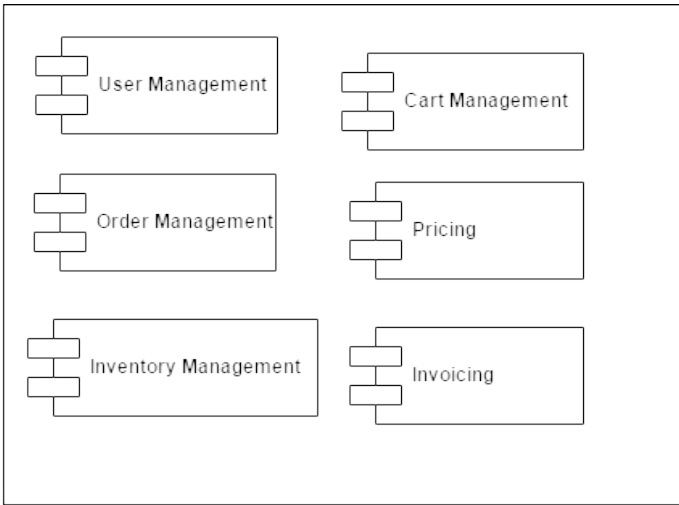 User Management
Cart Management
Order Management
Pricing
Inventory Management
Invoicing